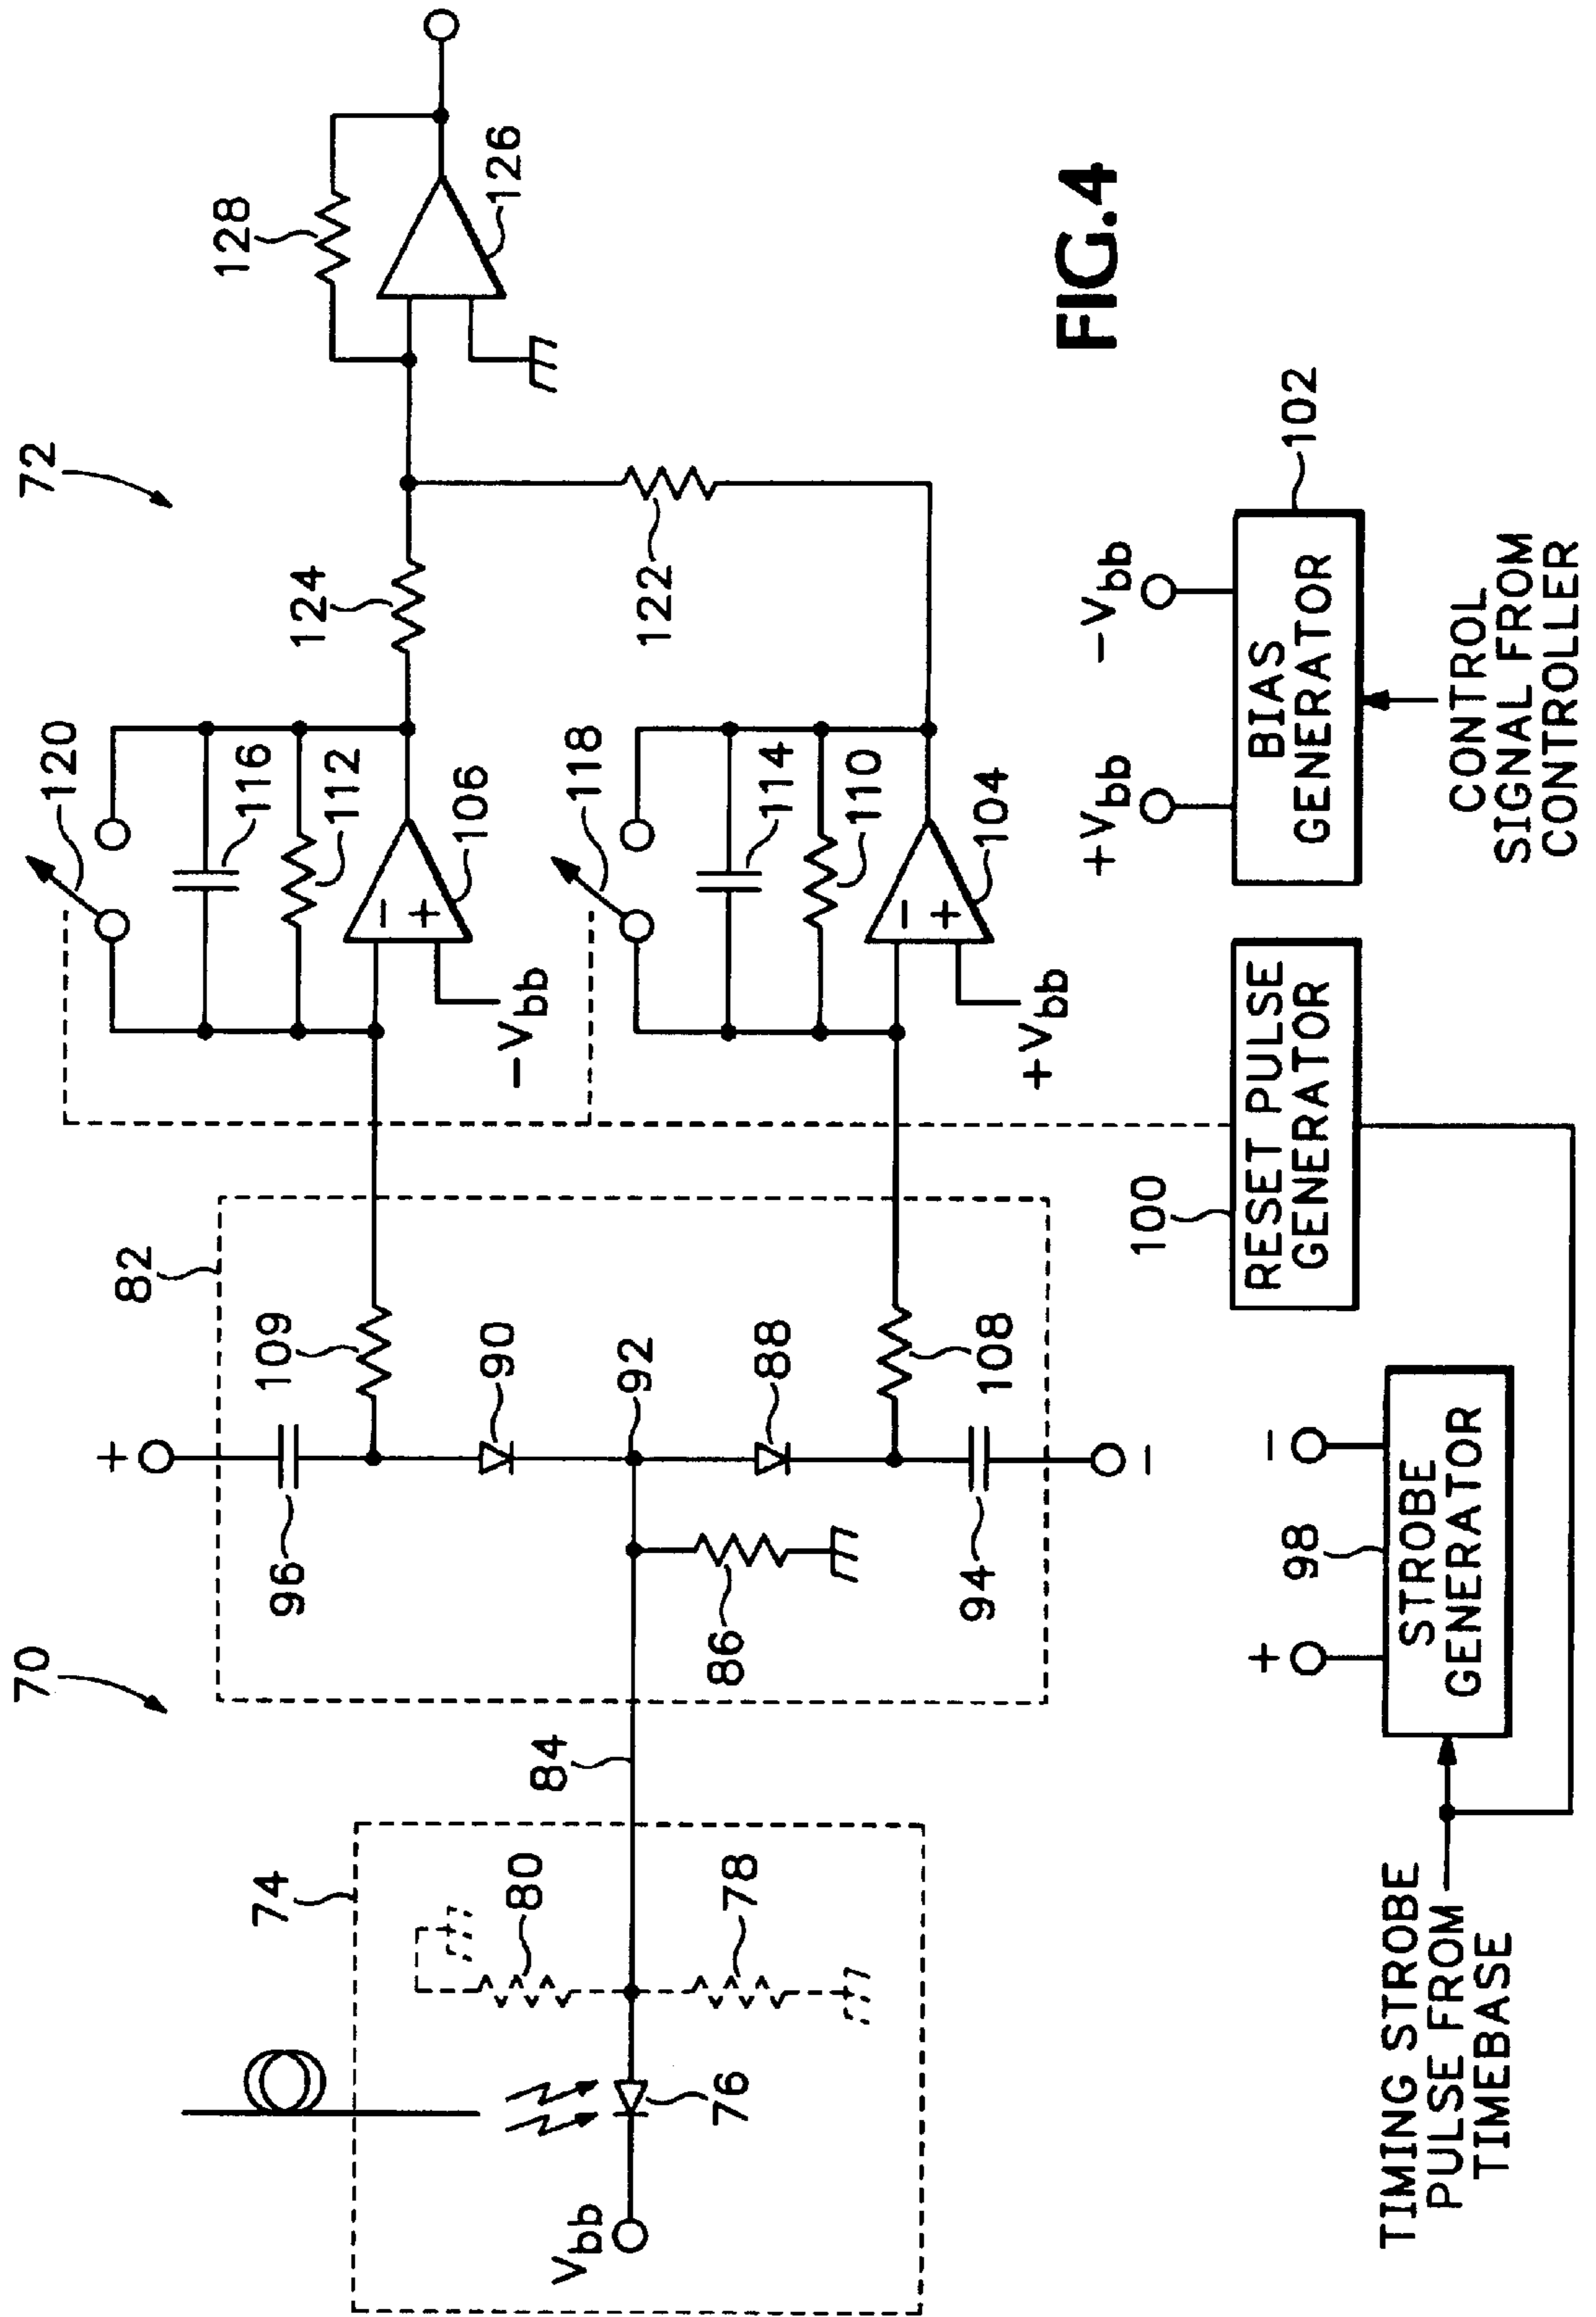 70
72
74
84
82
+
96
109
90
92
88
86
108
94
−
80
78
76
Vbb
120
116
112
−
+
106
−Vbb
118
114
110
−
+
104
+Vbb
124
122
128
126
TIMING STROBE
PULSE FROM
TIMEBASE
+
98
−
STROBE
GENERATOR
100
RESET PULSE
GENERATOR
+Vbb
−Vbb
102
BIAS
GENERATOR
CONTROL
SIGNAL FROM
CONTROLLER
FIG.4